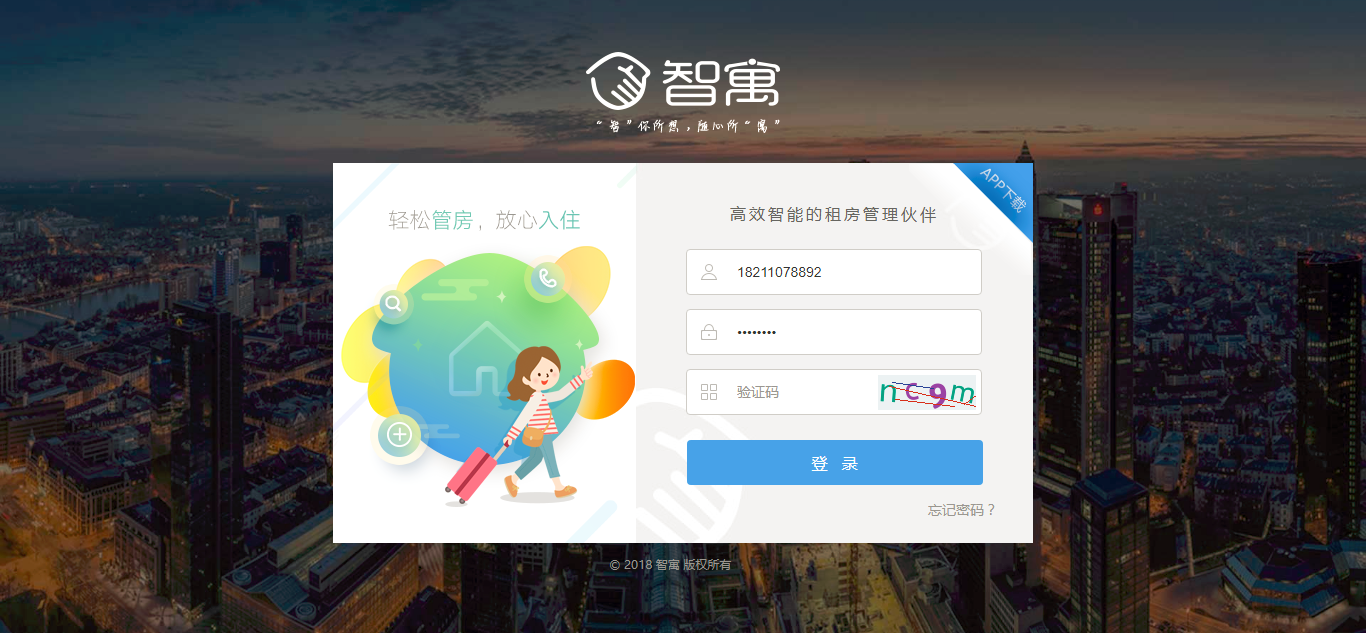 智寓
“智”你所想，随心所“寓”
APP下载
轻松管房，放心入住
高效智能的租房管理伙伴
18211078892
••••••••
验证码
nc9m
登 录
忘记密码？
© 2018 智寓 版权所有